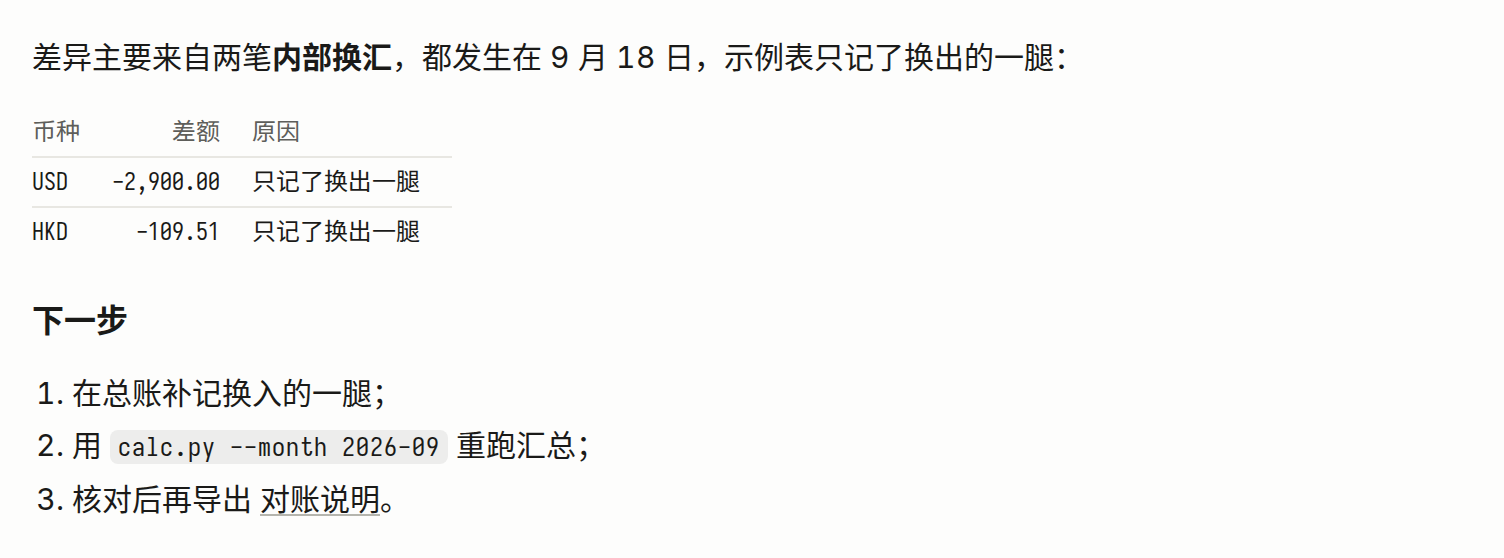 差异主要来自两笔内部换汇，都发生在 9 月 18 日，示例表只记了换出的一腿：
币种 差额 原因
USD -2,900.00 只记了换出一腿
HKD -109.51 只记了换出一腿
下一步
1. 在总账补记换入的一腿；
2. 用 calc.py --month 2026-09 重跑汇总；
3. 核对后再导出 对账说明。